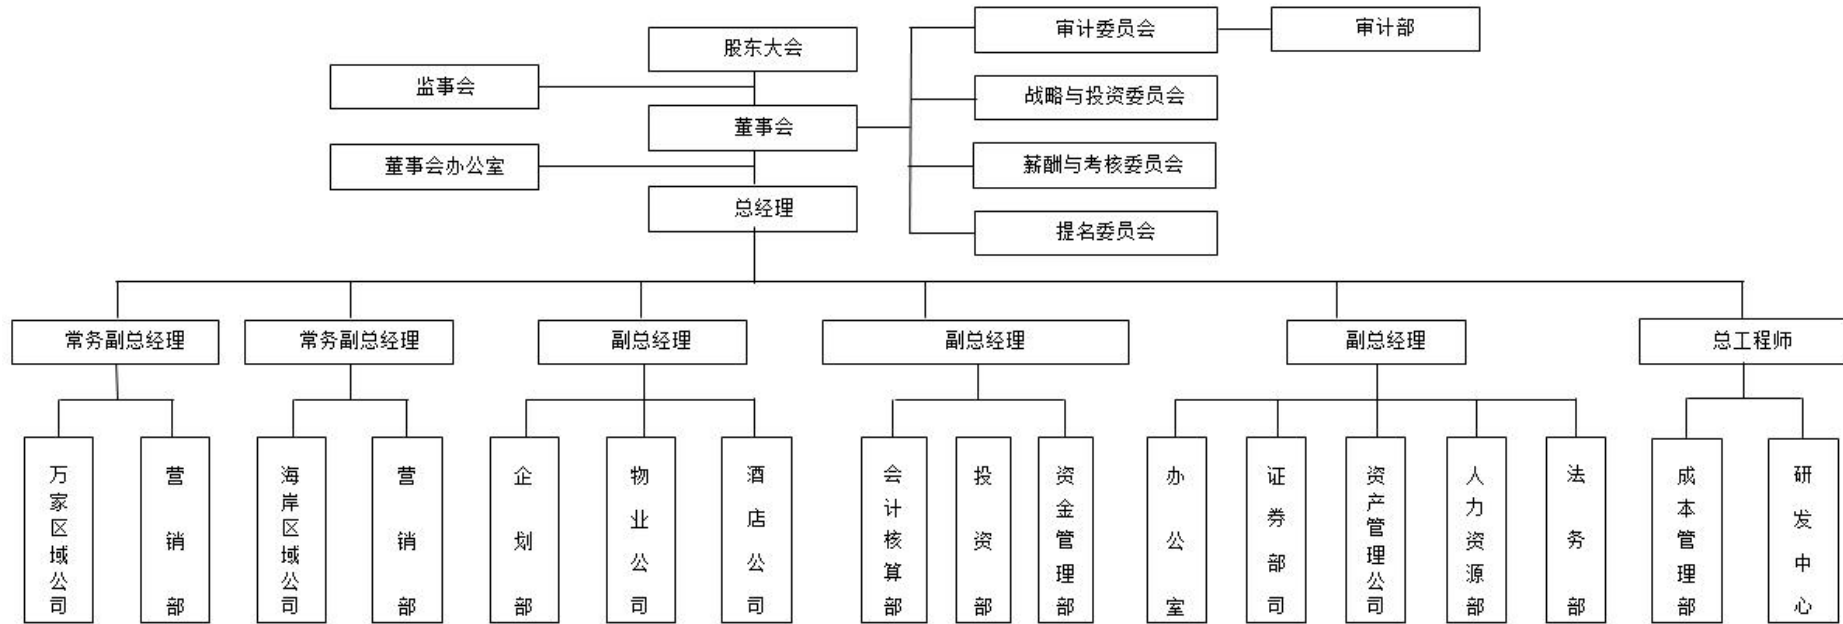 股东大会
审计委员会
审计部
监事会
战略与投资委员会
董事会
董事会办公室
薪酬与考核委员会
总经理
提名委员会
常务副总经理
常务副总经理
副总经理
副总经理
副总经理
总工程师
万家区域公司
营销部
海岸区域公司
营销部
企划部
物业公司
酒店公司
会计核算部
投资部
资金管理部
办公室
证券部司
资产管理公司
人力资源部
法务部
成本管理部
研发中心